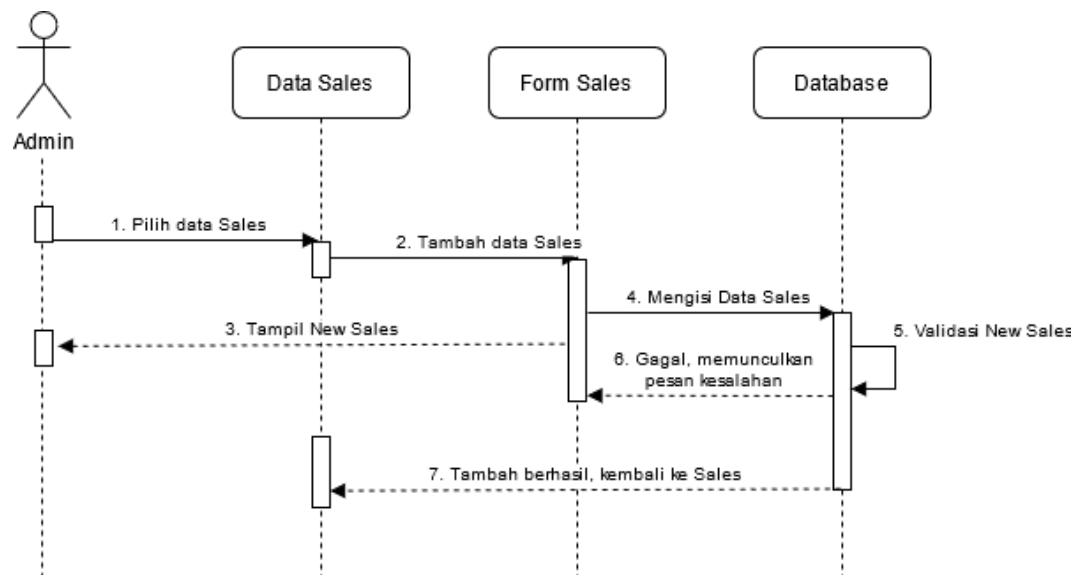 Data Sales
Form Sales
Database
Admin
1. Pilih data Sales
2. Tambah data Sales
4. Mengisi Data Sales
3. Tampil New Sales
5. Validasi New Sales
6. Gagal, memunculkan
pesan kesalahan
7. Tambah berhasil, kembali ke Sales